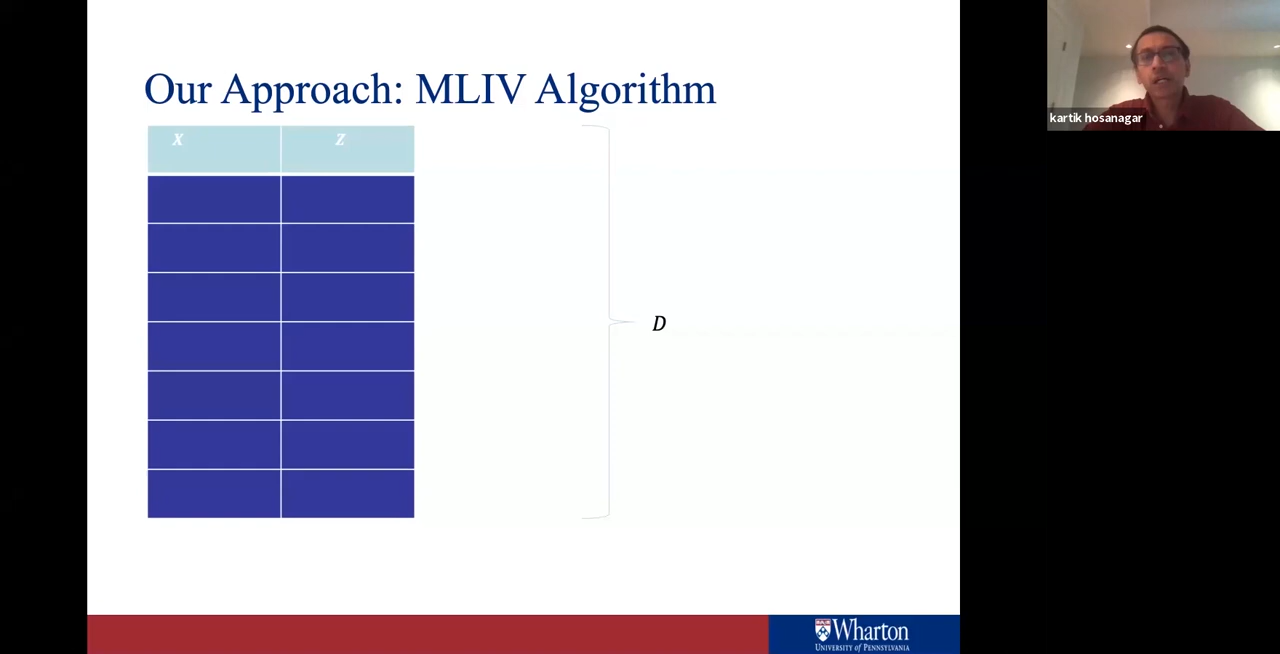 Our Approach: MLIV Algorithm
X Z
D
kartik hosanagar
Wharton
UNIVERSITY of PENNSYLVANIA